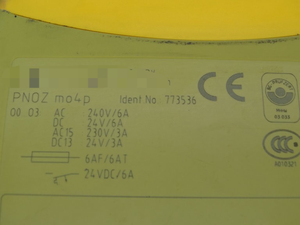 PNOZ mo4p Ident.No. 773536
00 03 AC 240V/6A
DC 24V/6A
AC15 230V/3A
DC13 24V/3A
6AF/6AT
24VDC/6A
CE
CCC